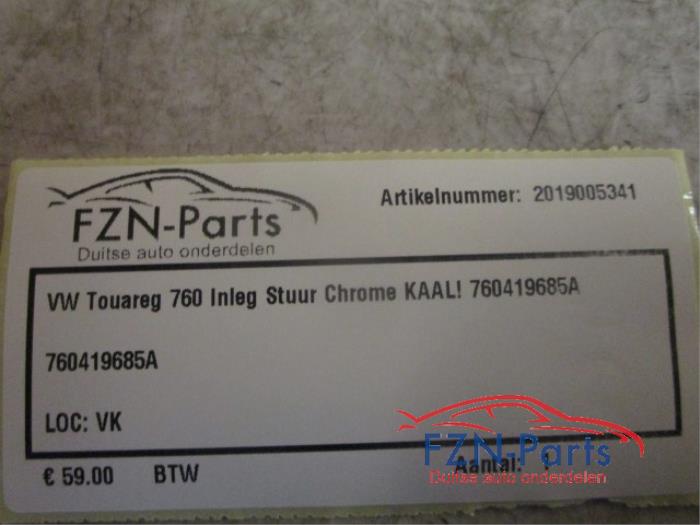 FZN-Parts
Duitse auto onderdelen
Artikelnummer: 2019005341
VW Touareg 760 Inleg Stuur Chrome KAAL! 760419685A
760419685A
LOC: VK
€ 59.00 BTW Aantal: 1
FZN-Parts
Duitse auto onderdelen